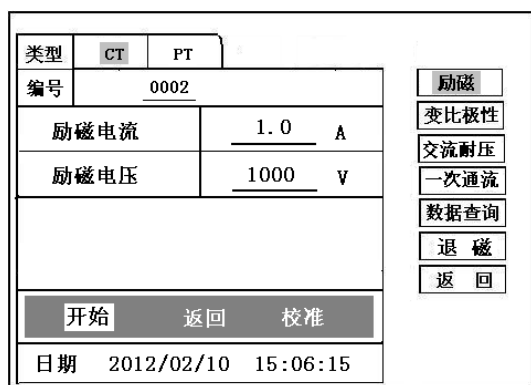 类型 CT PT
编号 0002
励磁电流 1.0 A
励磁电压 1000 V
开始 返回 校准
日期 2012/02/10 15:06:15
励磁
变比极性
交流耐压
一次通流
数据查询
退 磁
返 回